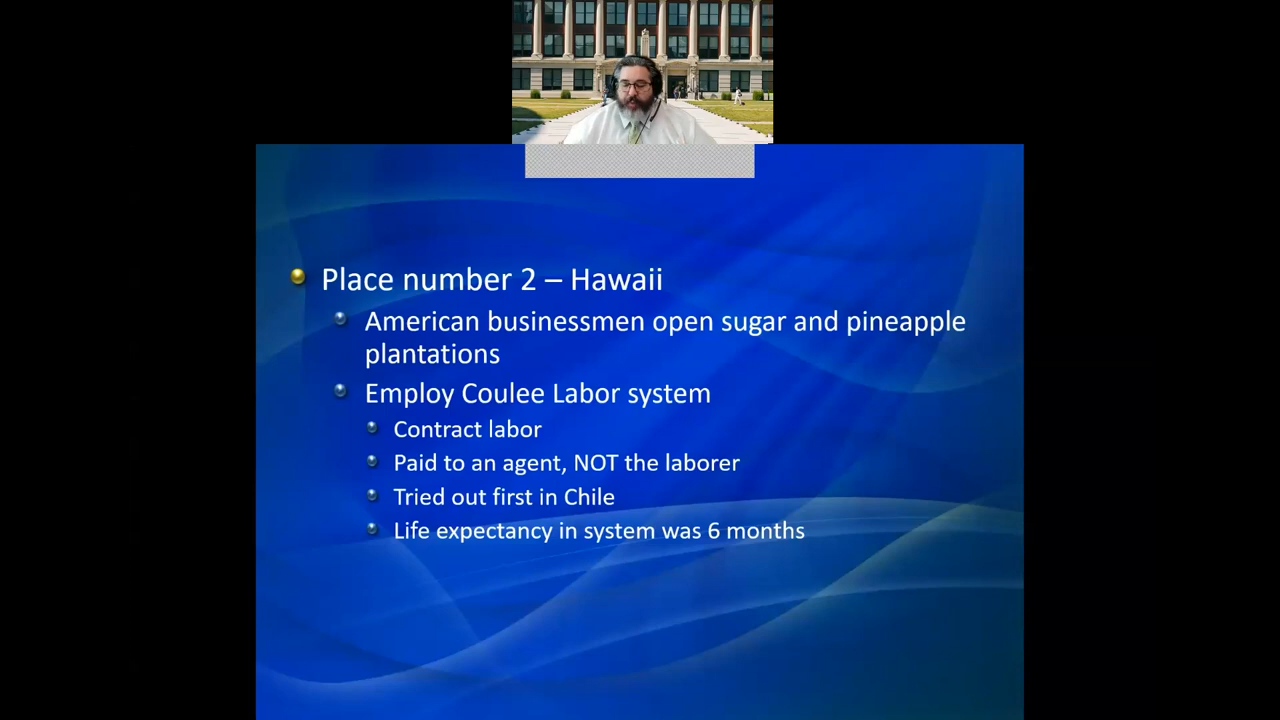 Place number 2 – Hawaii
American businessmen open sugar and pineapple
plantations
Employ Coulee Labor system
Contract labor
Paid to an agent, NOT the laborer
Tried out first in Chile
Life expectancy in system was 6 months